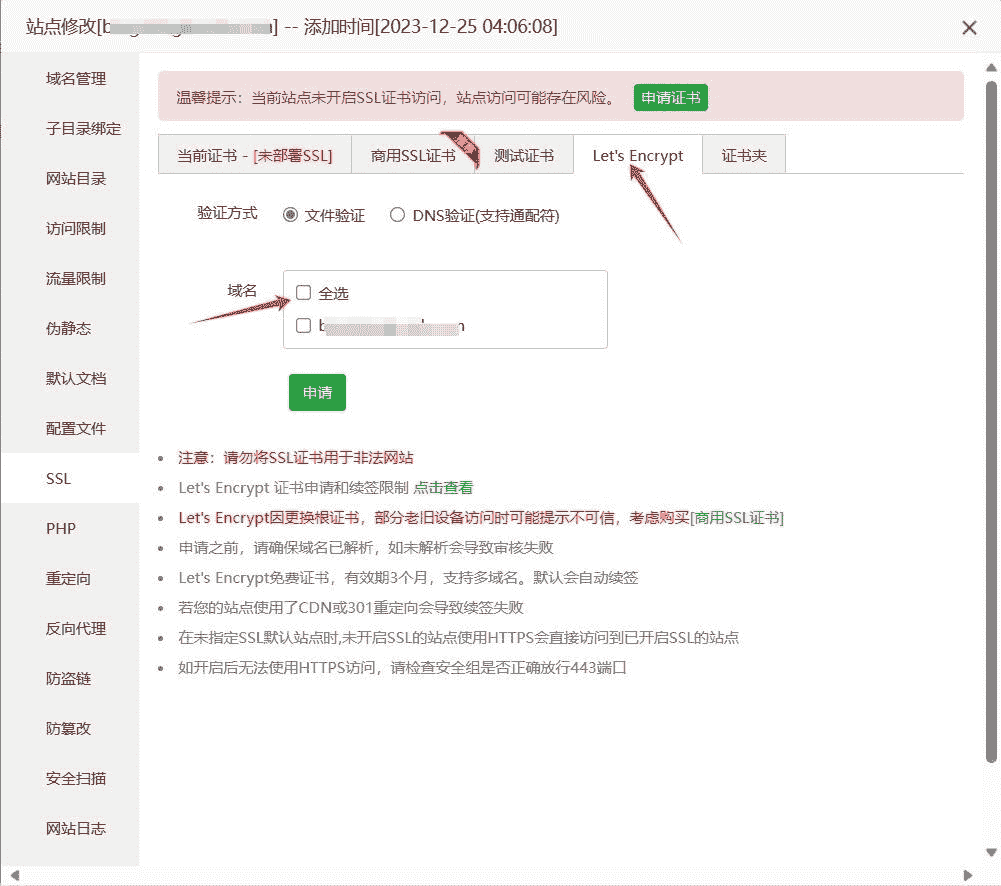 站点修改[b n] -- 添加时间[2023-12-25 04:06:08]
域名管理
子目录绑定
网站目录
访问限制
流量限制
伪静态
默认文档
配置文件
SSL
PHP
重定向
反向代理
防盗链
防篡改
安全扫描
网站日志
温馨提示：当前站点未开启SSL证书访问，站点访问可能存在风险。 申请证书
当前证书 - [未部署SSL] 商用SSL证书 测试证书 Let's Encrypt 证书夹
验证方式 文件验证 DNS验证(支持通配符)
域名 全选
b n
申请
注意：请勿将SSL证书用于非法网站
Let's Encrypt 证书申请和续签限制 点击查看
Let's Encrypt因更换根证书，部分老旧设备访问时可能提示不可信，考虑购买[商用SSL证书]
申请之前，请确保域名已解析，如未解析会导致审核失败
Let's Encrypt免费证书，有效期3个月，支持多域名。默认会自动续签
若您的站点使用了CDN或301重定向会导致续签失败
在未指定SSL默认站点时,未开启SSL的站点使用HTTPS会直接访问到已开启SSL的站点
如开启后无法使用HTTPS访问，请检查安全组是否正确放行443端口